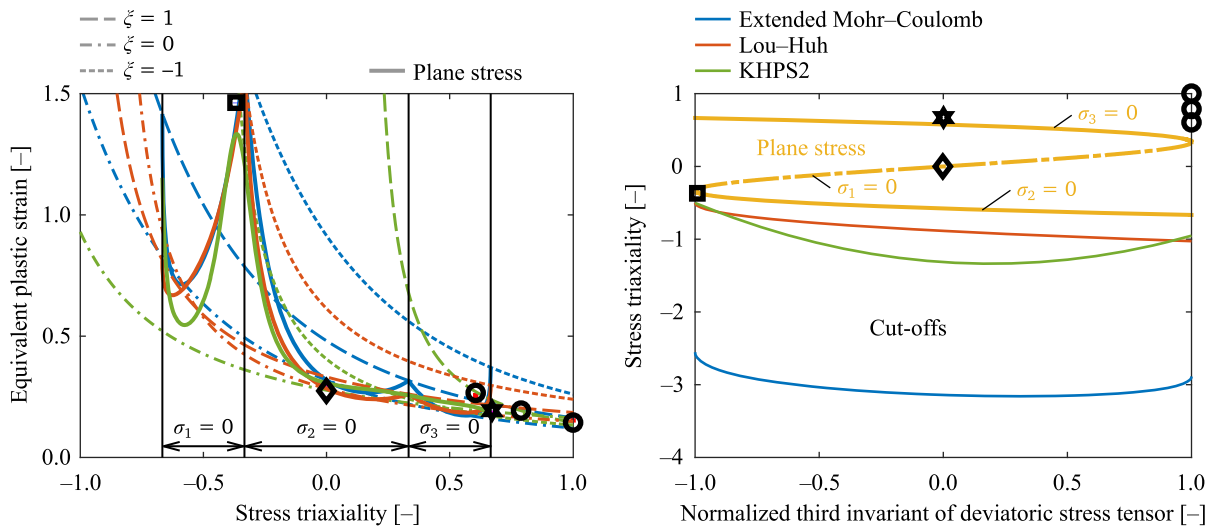 ξ = 1
ξ = 0
ξ = –1
Plane stress
Equivalent plastic strain [–]
1.5
1.0
0.5
0.0
σ1 = 0
σ2 = 0
σ3 = 0
–1.0
–0.5
0.0
0.5
1.0
Stress triaxiality [–]
Extended Mohr–Coulomb
Lou–Huh
KHPS2
Stress triaxiality [–]
1
0
–1
–2
–3
–4
σ3 = 0
Plane stress
σ1 = 0
σ2 = 0
Cut-offs
–1.0
–0.5
0.0
0.5
1.0
Normalized third invariant of deviatoric stress tensor [–]